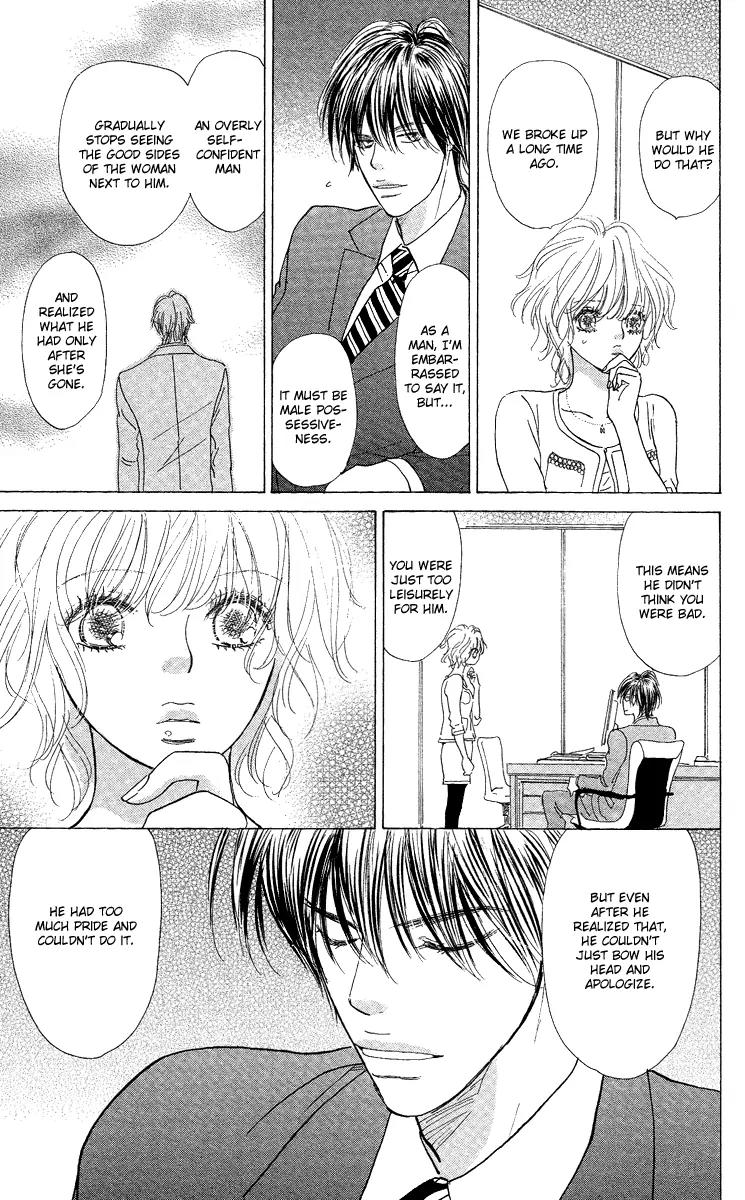 BUT WHY
WOULD HE
DO THAT?
WE BROKE UP
A LONG TIME
AGO.
AS A
MAN, I'M
EMBAR-
RASSED
TO SAY IT,
BUT...
IT MUST BE
MALE POS-
SESSIVE-
NESS.
AN OVERLY
SELF-
CONFIDENT
MAN
GRADUALLY
STOPS SEEING
THE GOOD SIDES
OF THE WOMAN
NEXT TO HIM.
AND
REALIZED
WHAT HE
HAD ONLY
AFTER
SHE'S
GONE.
THIS MEANS
HE DIDN'T
THINK YOU
WERE BAD.
YOU WERE
JUST TOO
LEISURELY
FOR HIM.
BUT EVEN
AFTER HE
REALIZED THAT,
HE COULDN'T
JUST BOW HIS
HEAD AND
APOLOGIZE.
HE HAD TOO
MUCH PRIDE AND
COULDN'T DO IT.